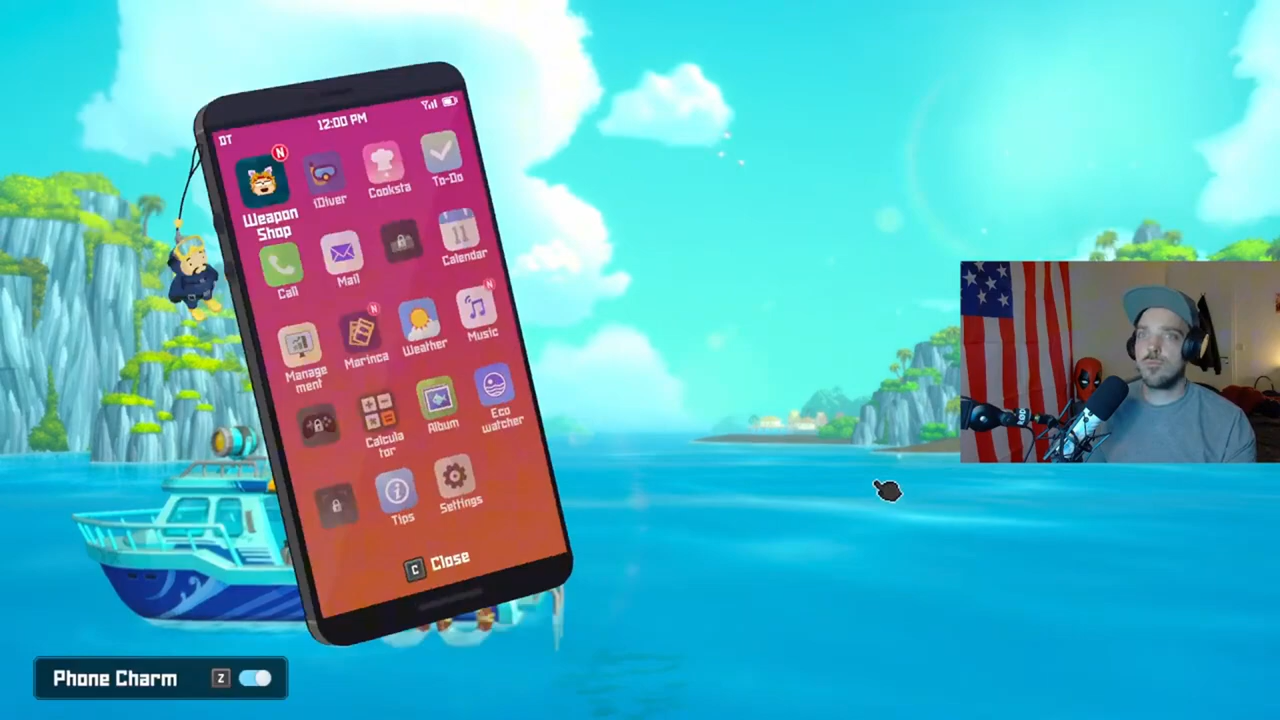 DT
12:00 PM
N
Weapon
Shop
iDiver
Cooksta
To-Do
Call
Mail
11
Calendar
Manage
ment
N
Marinca
Weather
N
Music
Calcula
tor
Album
Eco
watcher
Tips
Settings
C Close
Phone Charm Z